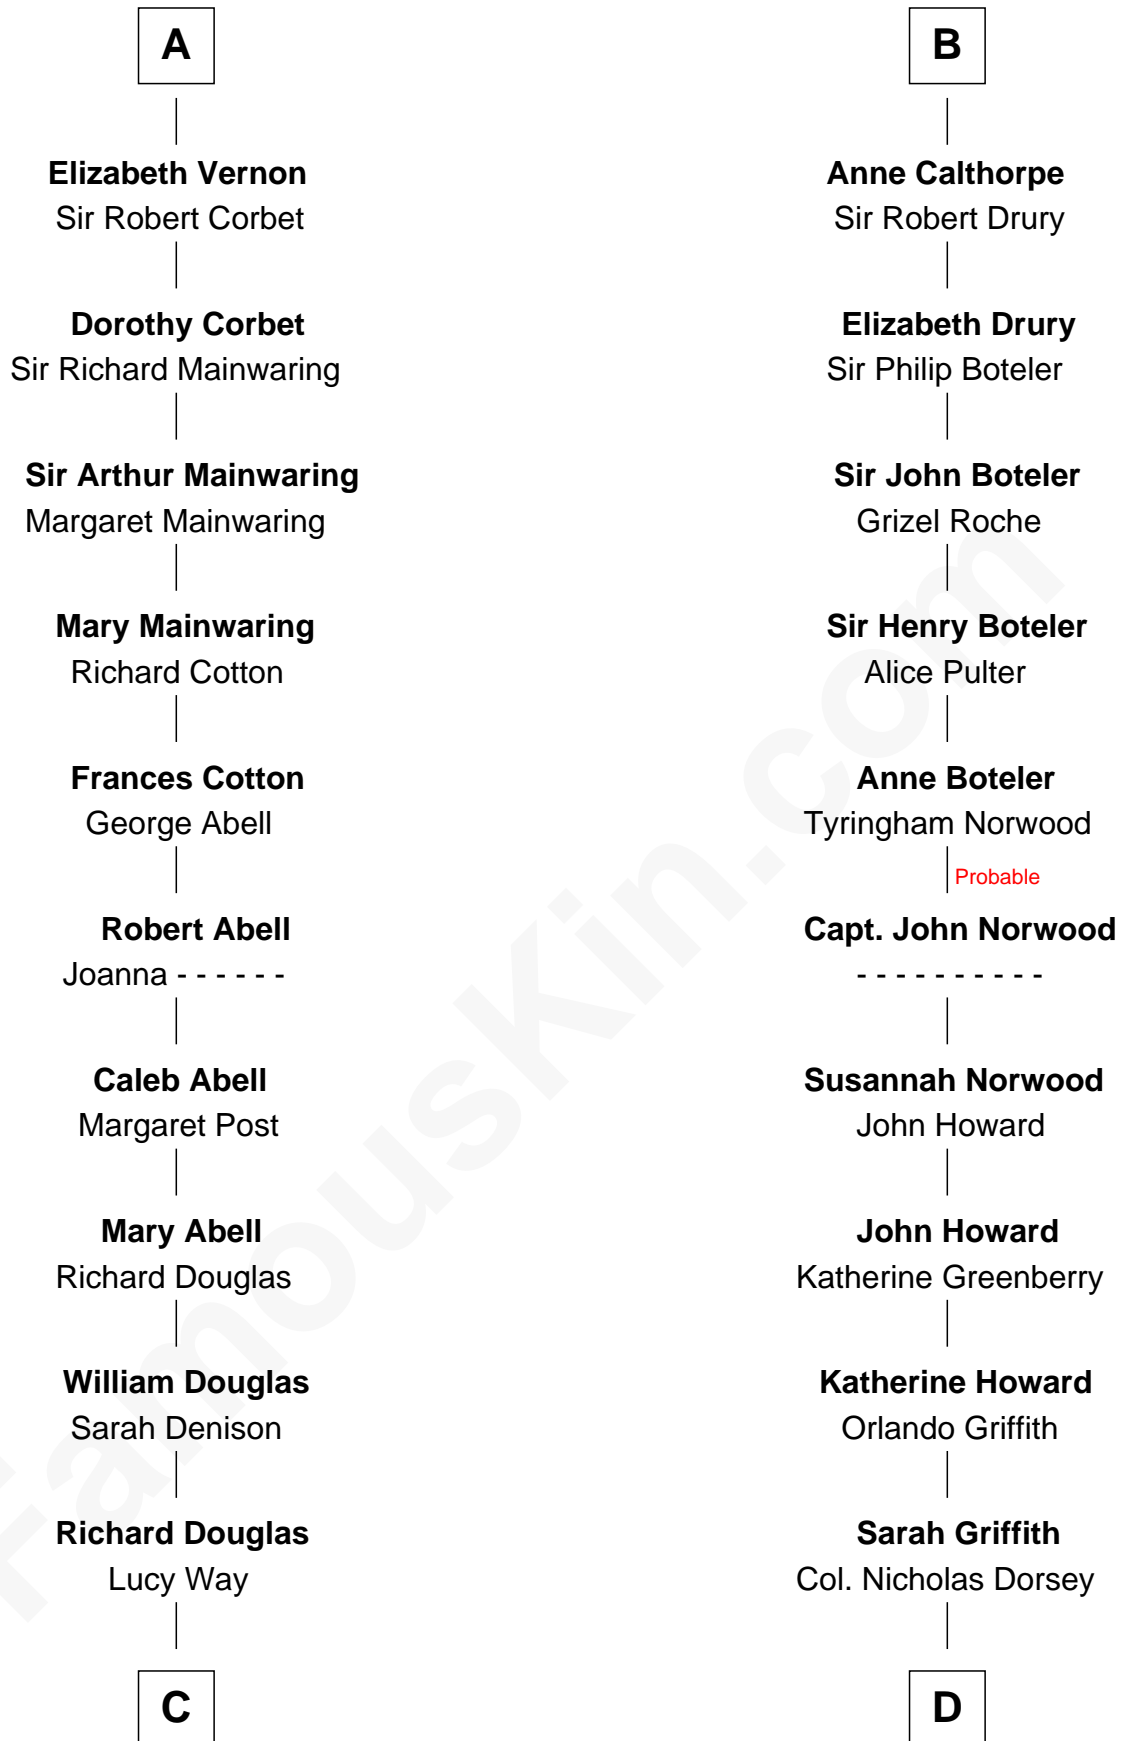 A
Elizabeth Vernon
Sir Robert Corbet
Dorothy Corbet
Sir Richard Mainwaring
Sir Arthur Mainwaring
Margaret Mainwaring
Mary Mainwaring
Richard Cotton
Frances Cotton
George Abell
Robert Abell
Joanna - - - - - -
Caleb Abell
Margaret Post
Mary Abell
Richard Douglas
William Douglas
Sarah Denison
Richard Douglas
Lucy Way
C
B
Anne Calthorpe
Sir Robert Drury
Elizabeth Drury
Sir Philip Boteler
Sir John Boteler
Grizel Roche
Sir Henry Boteler
Alice Pulter
Anne Boteler
Tyringham Norwood
Probable
Capt. John Norwood
- - - - - - - - - -
Susannah Norwood
John Howard
John Howard
Katherine Greenberry
Katherine Howard
Orlando Griffith
Sarah Griffith
Col. Nicholas Dorsey
D
FamousKin.com